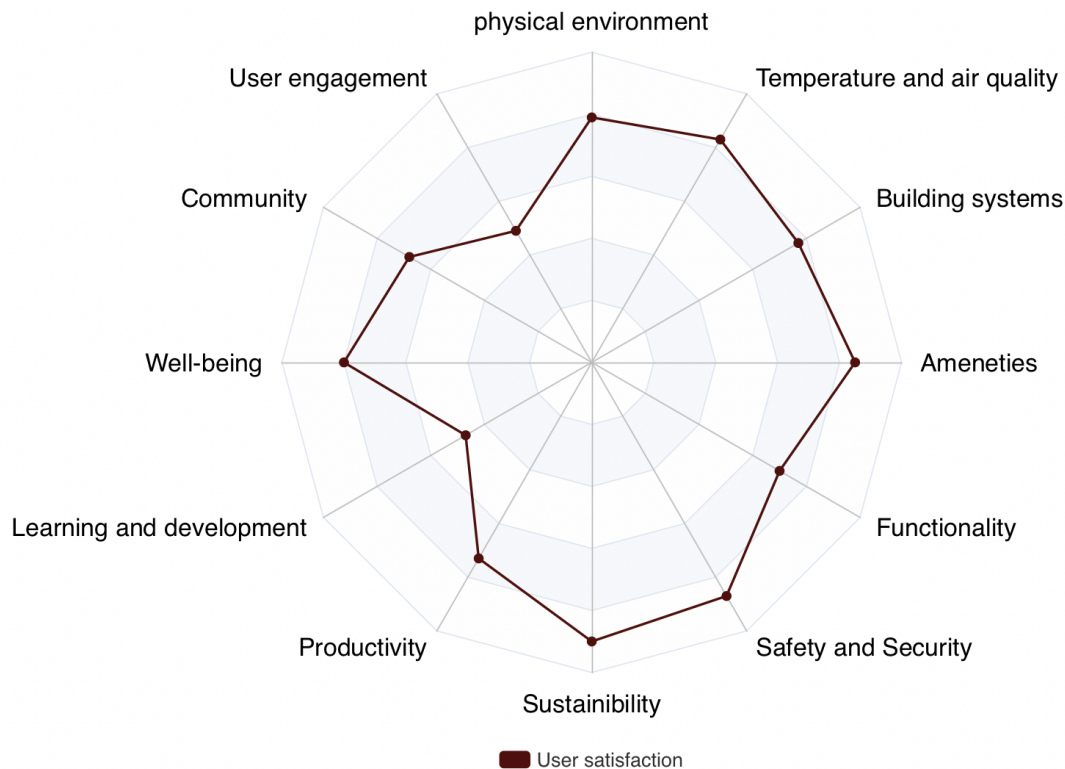 physical environment
User engagement
Temperature and air quality
Community
Building systems
Well-being
Ameneties
Learning and development
Functionality
Productivity
Safety and Security
Sustainibility
User satisfaction